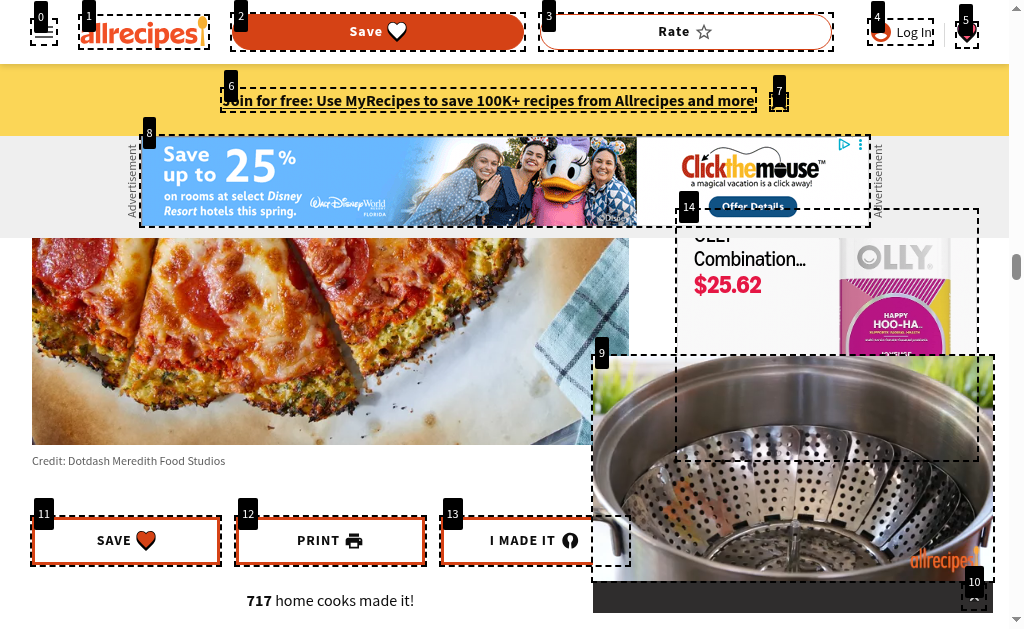 0
1
allrecipes
2
Save
3
Rate
4
Log In
5
6
Join for free: Use MyRecipes to save 100K+ recipes from Allrecipes and more
7
8
Advertisement
Save
up to 25%
on rooms at select Disney
Resort hotels this spring.
Walt Disney World
FLORIDA
©Disney
Clickthemouse™
a magical vacation is a click away!
Offer Details
Advertisement
14
OLLY
Combination...
$25.62
OLLY.
HAPPY
HOO-HA
9
allrecipes
Credit: Dotdash Meredith Food Studios
11
SAVE
12
PRINT
13
I MADE IT
10
717 home cooks made it!